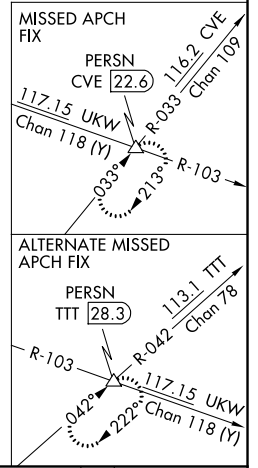 MISSED APCH
FIX
PERSN
CVE 22.6
116.2 CVE
Chan 109
R-033
117.15 UKW
Chan 118 (Y)
R-103
033°
213°
ALTERNATE MISSED
APCH FIX
PERSN
TTT 28.3
113.1 TTT
Chan 78
R-042
R-103
117.15 UKW
Chan 118 (Y)
042°
222°